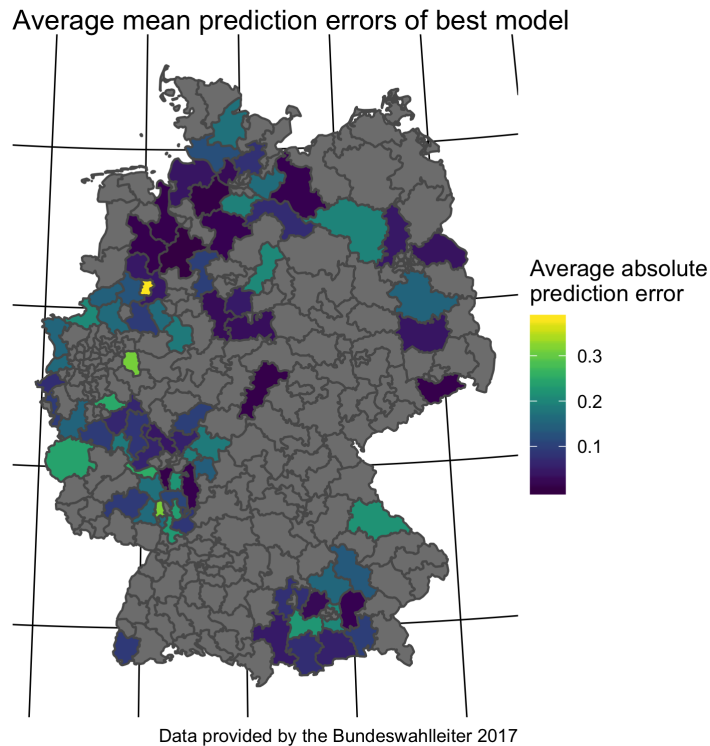 Average mean prediction errors of best model
Average absolute
prediction error
0.3
0.2
0.1
Data provided by the Bundeswahlleiter 2017